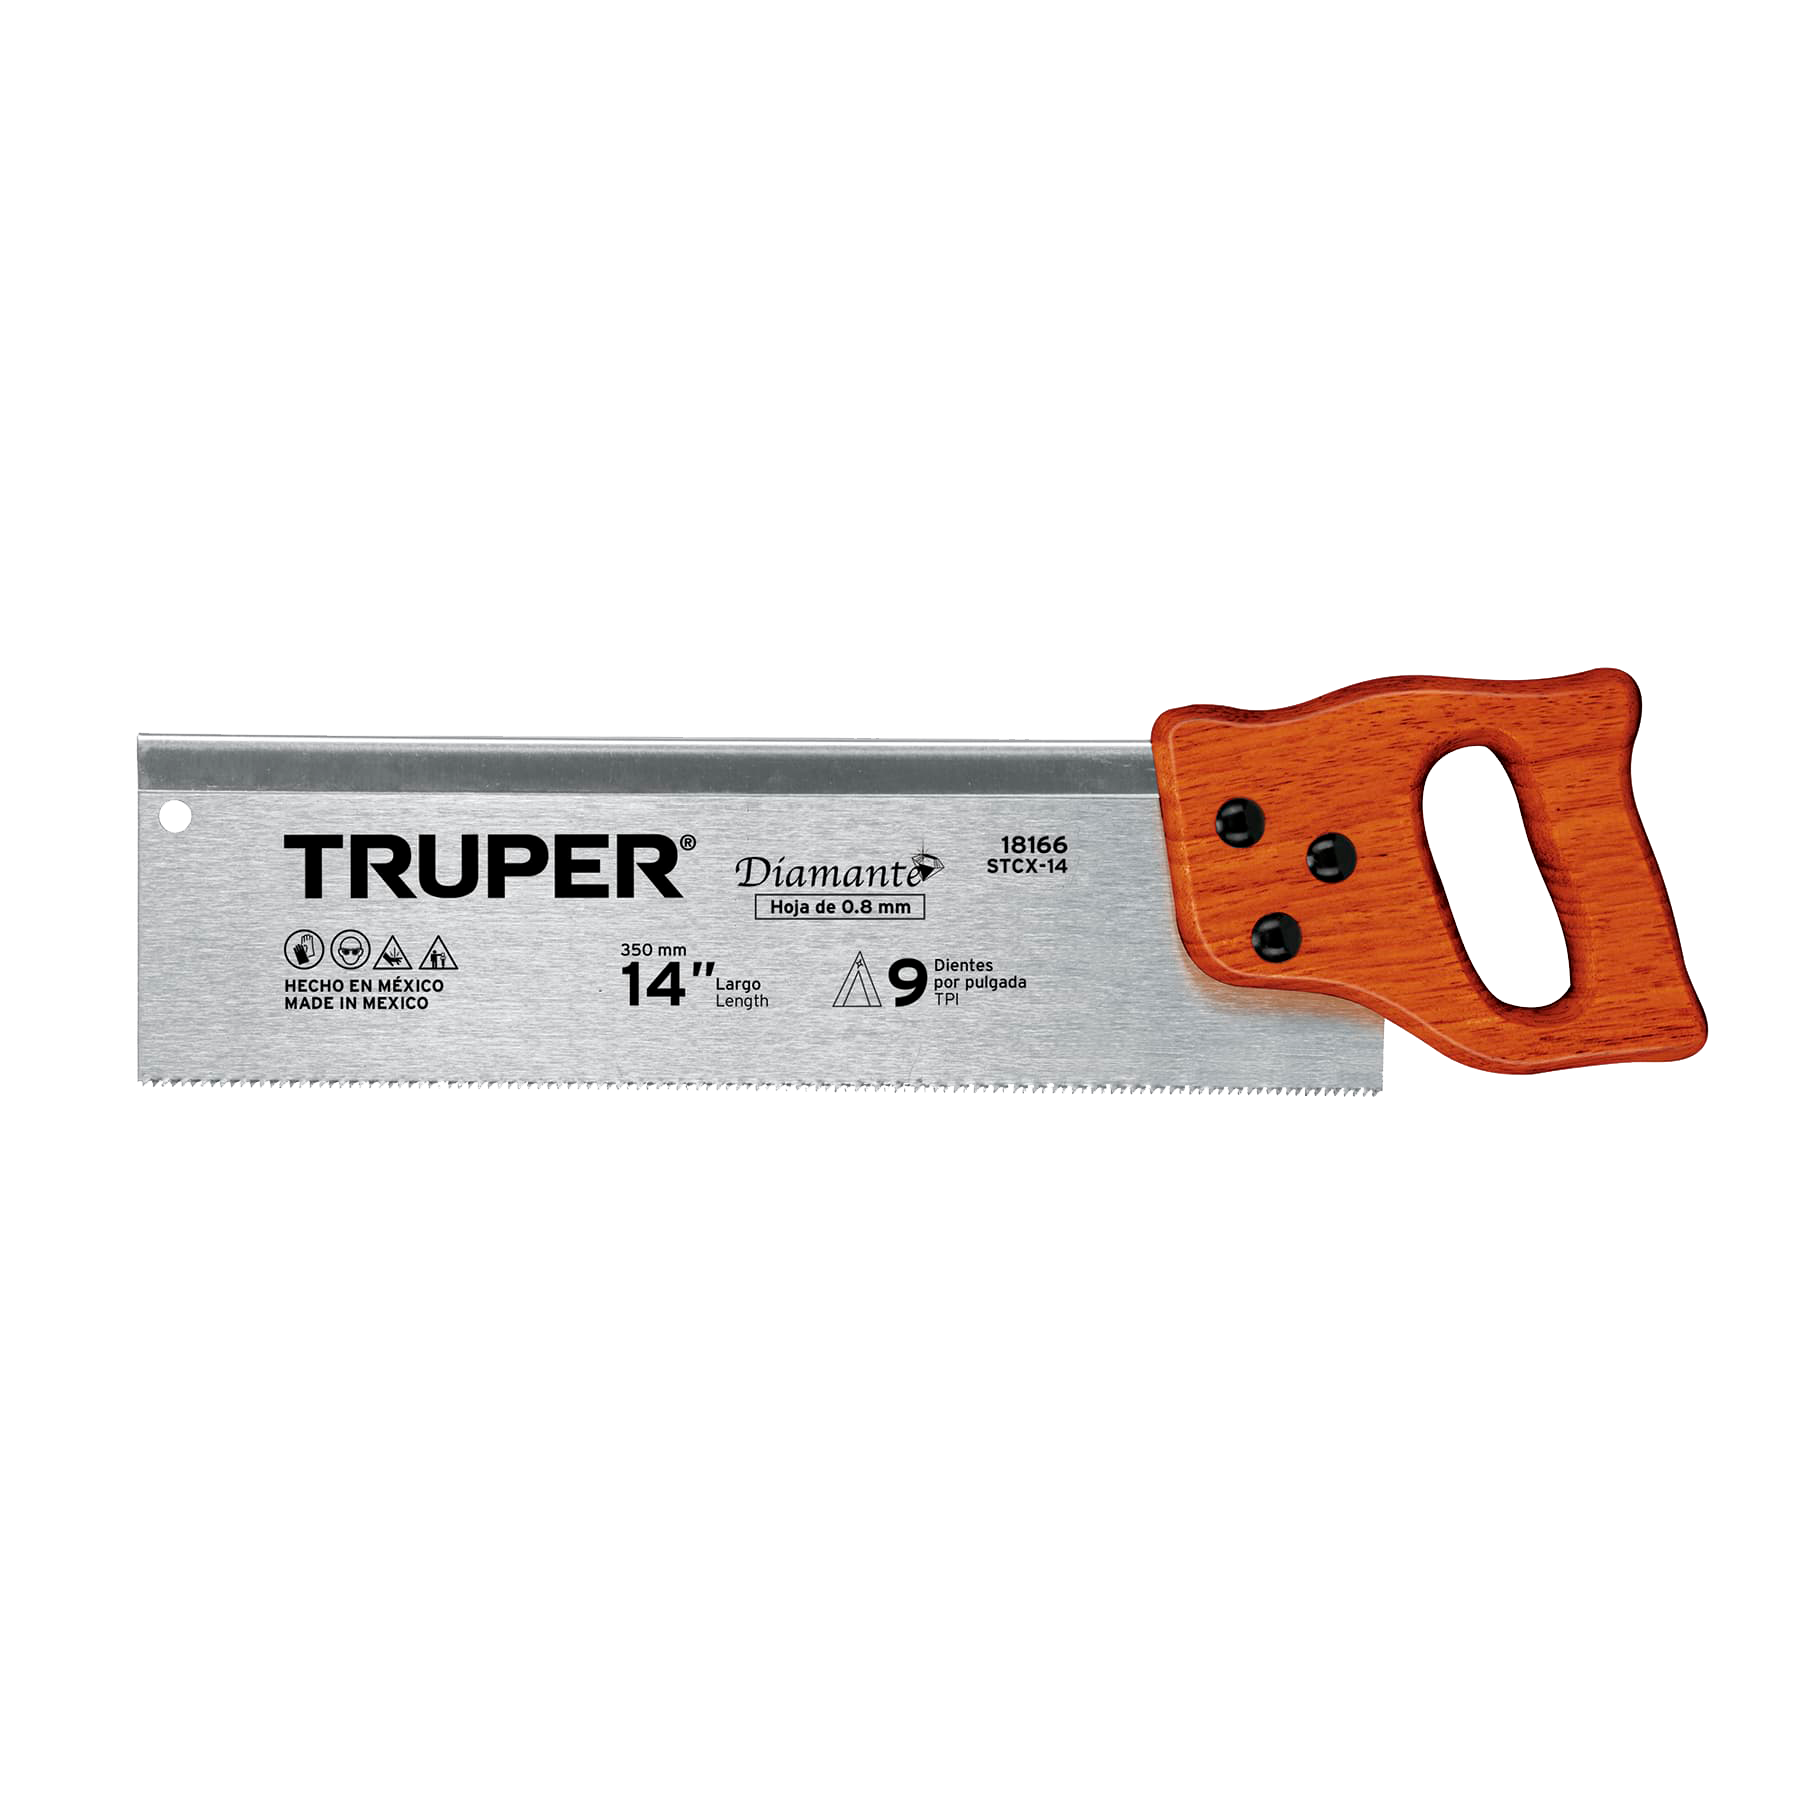 TRUPER®
Diamante
Hoja de 0.8 mm
18166
STCX-14
HECHO EN MÉXICO
MADE IN MEXICO
350 mm
14" Largo
Length
9 Dientes
por pulgada
TPI